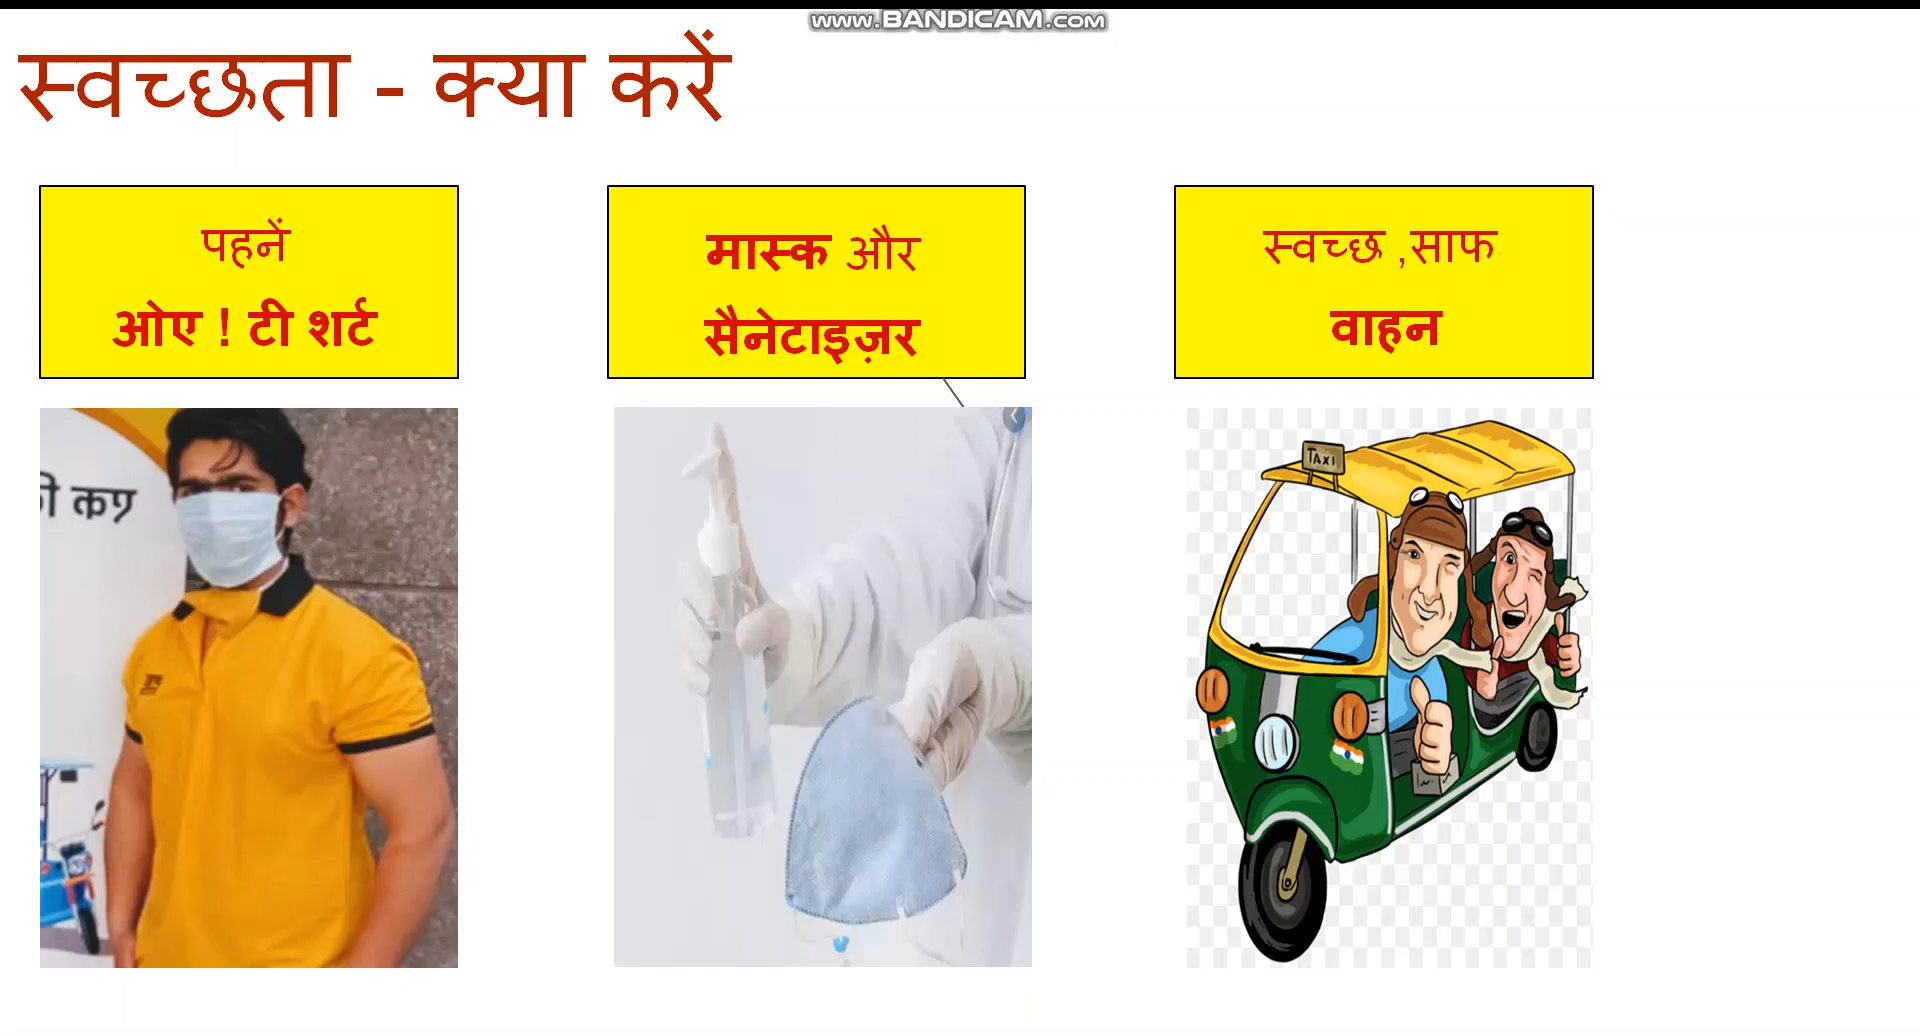 www.BANDICAM.com
स्वच्छता - क्या करें
पहनें
ओए ! टी शर्ट
मास्क और
सैनेटाइज़र
स्वच्छ ,साफ
वाहन
TAXI